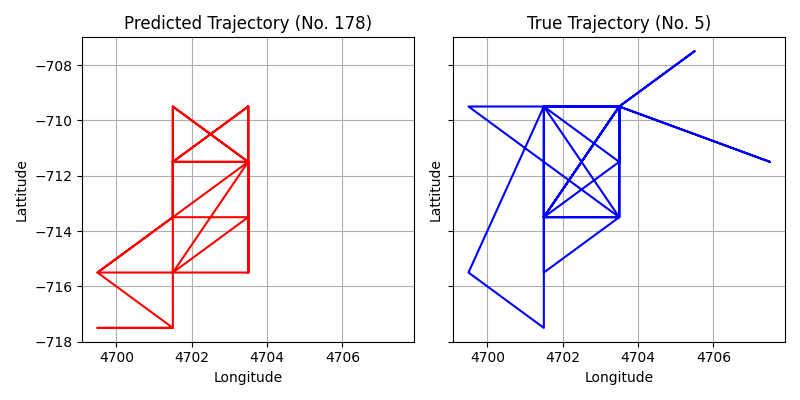 Predicted Trajectory (No. 178)
True Trajectory (No. 5)
−708
−710
−712
−714
−716
−718
Lattitude
Lattitude
4700 4702 4704 4706
4700 4702 4704 4706
Longitude
Longitude